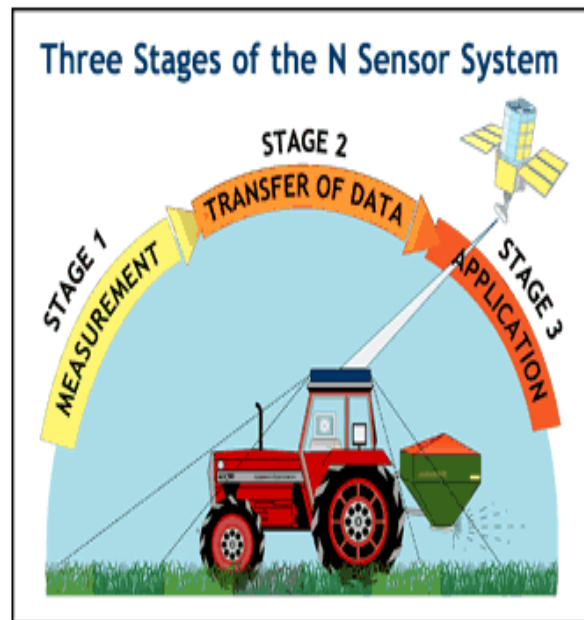 Three Stages of the N Sensor System
STAGE 1
MEASUREMENT
STAGE 2
TRANSFER OF DATA
STAGE 3
APPLICATION